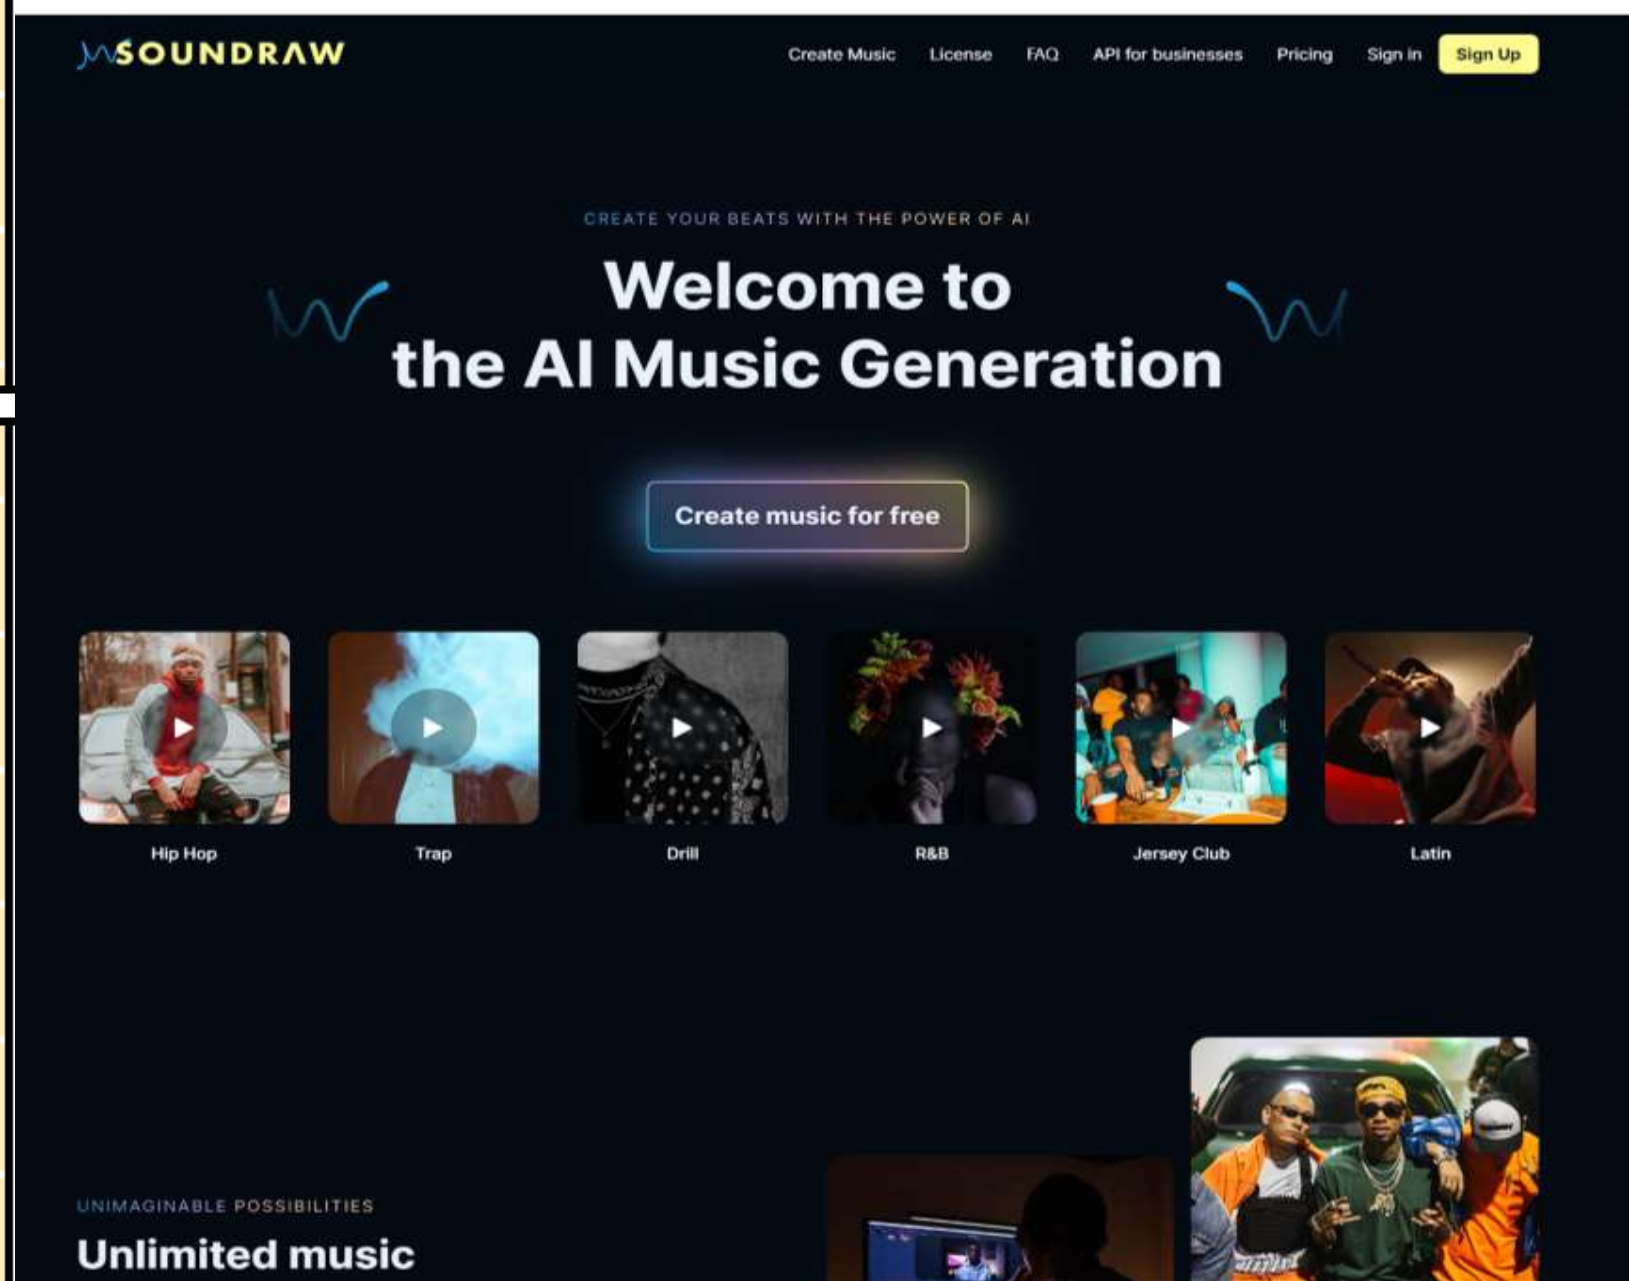 SOUNDRAW
Create Music License FAQ API for businesses Pricing Sign in Sign Up
CREATE YOUR BEATS WITH THE POWER OF AI
Welcome to
the AI Music Generation
Create music for free
Hip Hop Trap Drill R&B Jersey Club Latin
UNIMAGINABLE POSSIBILITIES
Unlimited music